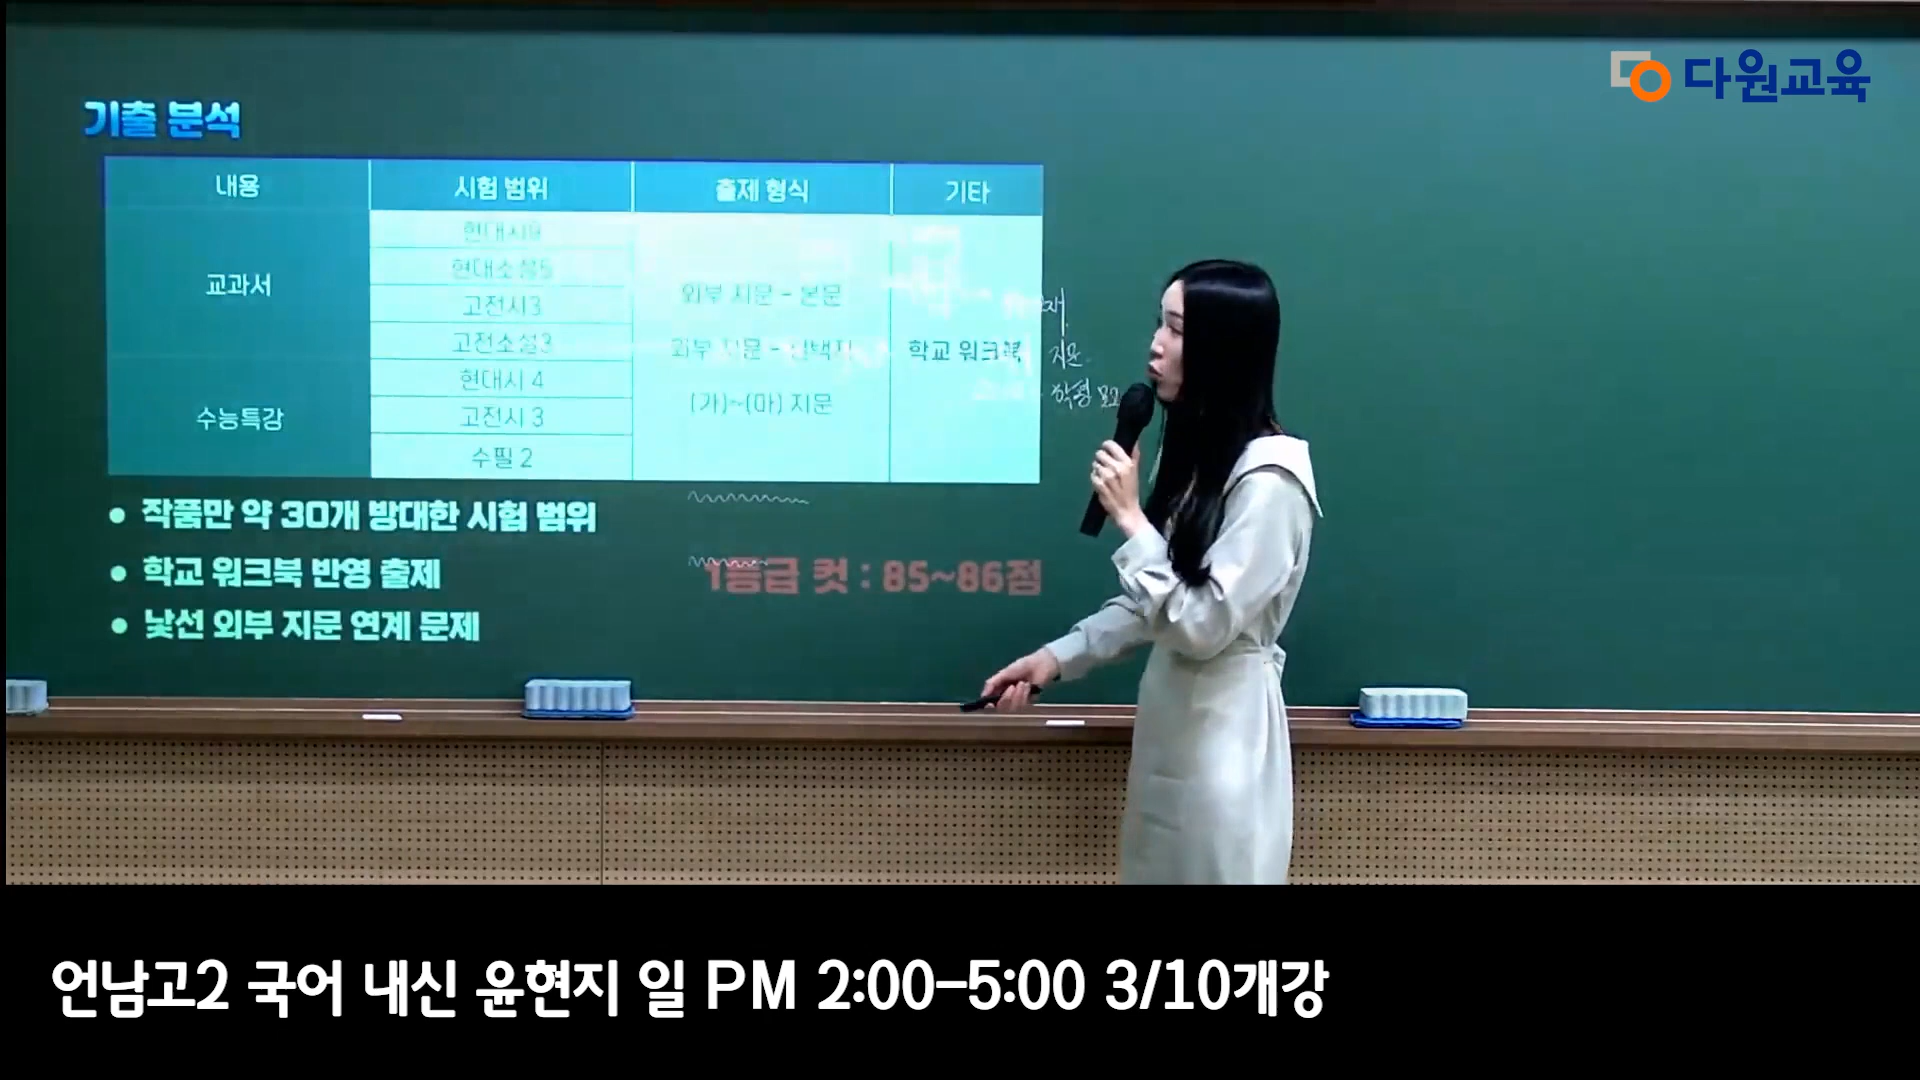 다원교육
기출 분석
내용 시험 범위 출제 형식 기타
교과서
현대시9
현대소설5
고전시3
고전소설3
수능특강
현대시 4
고전시 3
수필 2
외부 지문 - 본문
외부 지문 - 선택지
(가)~(마) 지문
학교 워크북
지문
학평 모고
• 작품만 약 30개 방대한 시험 범위
• 학교 워크북 반영 출제
• 낯선 외부 지문 연계 문제
1등급 컷 : 85~86점
언남고2 국어 내신 윤현지 일 PM 2:00-5:00 3/10개강